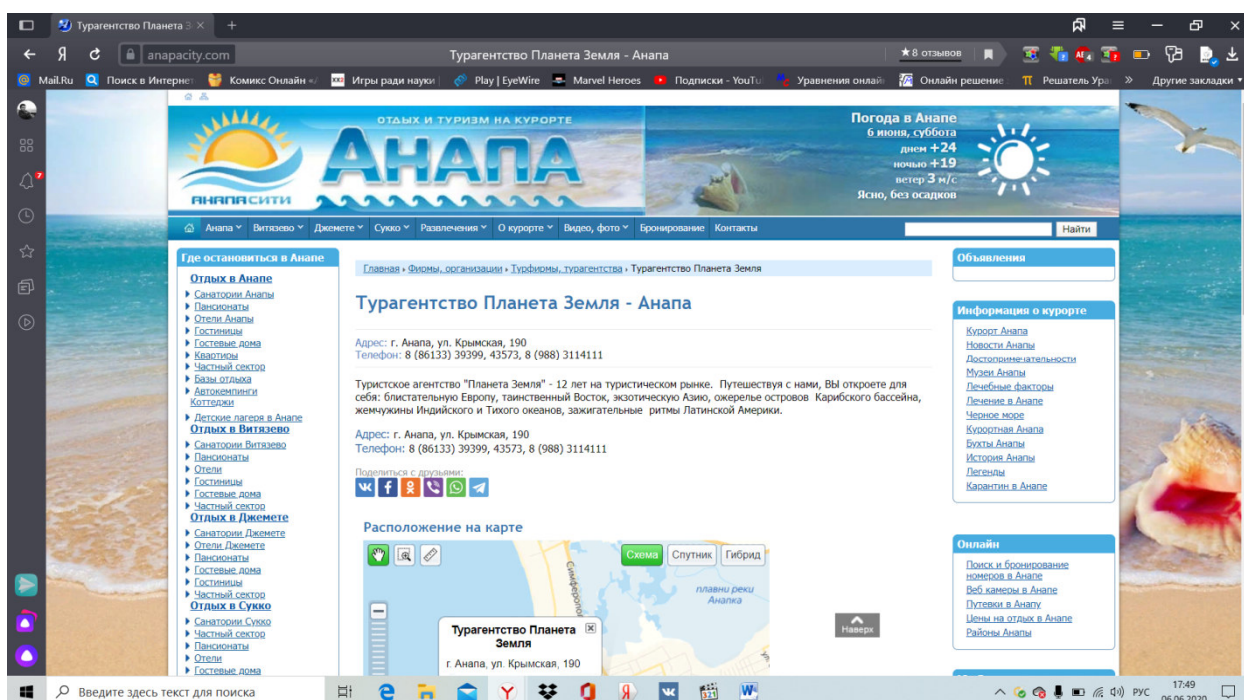 Турагентство Планета З
anapacity.com
Турагентство Планета Земля - Анапа
★8 отзывов
Mail.Ru
Поиск в Интернет
Комикс Онлайн «/
Игры ради науки |
Play | EyeWire
Marvel Heroes
Подписки - YouTu
Уравнения онлай
Онлайн решение
Решатель Ура
»
Другие закладки
ОТДЫХ И ТУРИЗМ НА КУРОРТЕ
АНАПА
АНАПАСИТИ
Погода в Анапе
6 июня, суббота
днем +24
ночью +19
ветер 3 м/с
Ясно, без осадков
Анапа
Витязево
Джемете
Сукко
Развлечения
О курорте
Видео, фото
Бронирование
Контакты
Найти
Где остановиться в Анапе
Отдых в Анапе
Санатории Анапы
Пансионаты
Отели Анапы
Гостиницы
Гостевые дома
Квартиры
Частный сектор
Базы отдыха
Автокемпинги
Коттеджи
Детские лагеря в Анапе
Отдых в Витязево
Санатории Витязево
Пансионаты
Отели
Гостиницы
Гостевые дома
Частный сектор
Отдых в Джемете
Санатории Джемете
Отели Джемете
Пансионаты
Гостевые дома
Гостиницы
Частный сектор
Отдых в Сукко
Санатории Сукко
Частный сектор
Пансионаты
Отели
Гостевые дома
Главная › Фирмы, организации › Турфирмы, турагентства › Турагентство Планета Земля
Турагентство Планета Земля - Анапа
Адрес: г. Анапа, ул. Крымская, 190
Телефон: 8 (86133) 39399, 43573, 8 (988) 3114111
Туристское агентство "Планета Земля" - 12 лет на туристическом рынке. Путешествуя с нами, ВЫ откроете для
себя: блистательную Европу, таинственный Восток, экзотическую Азию, ожерелье островов Карибского бассейна,
жемчужины Индийского и Тихого океанов, зажигательные ритмы Латинской Америки.
Адрес: г. Анапа, ул. Крымская, 190
Телефон: 8 (86133) 39399, 43573, 8 (988) 3114111
Поделиться с друзьями:
Расположение на карте
Схема
Спутник
Гибрид
плавни реки
Анапка
Турагентство Планета
Земля
г. Анапа, ул. Крымская, 190
Наверх
Объявления
Информация о курорте
Курорт Анапа
Новости Анапы
Достопримечательности
Музеи Анапы
Лечебные факторы
Лечение в Анапе
Черное море
Курортная Анапа
Бухты Анапы
История Анапы
Легенды
Карантин в Анапе
Онлайн
Поиск и бронирование
номеров в Анапе
Веб камеры в Анапе
Путевки в Анапу
Цены на отдых в Анапе
Районы Анапы
Введите здесь текст для поиска
РУС
17:49
06.06.2020